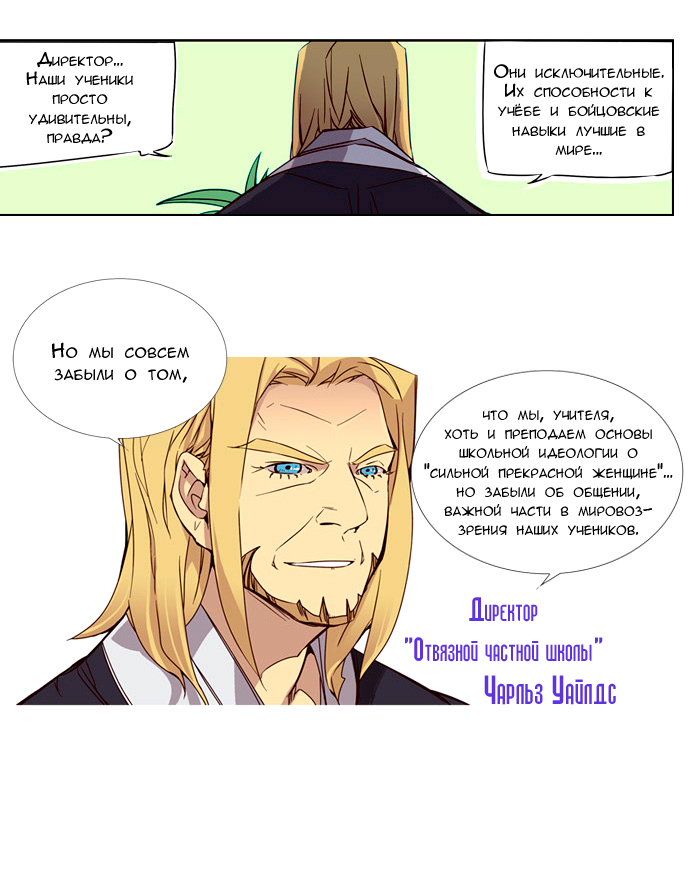 Директор...
Наши ученики
просто
удивительны,
правда?
Они исключительные.
Их способности к
учёбе и бойцовские
навыки лучшие в
мире...
Но мы совсем
забыли о том,
что мы, учителя,
хоть и преподаем основы
школьной идеологии о
"сильной прекрасной женщине"...
но забыли об общении,
важной части в мировоз-
зрения наших учеников.
Директор
"Отвязной частной школы"
Чарльз Уайлдс